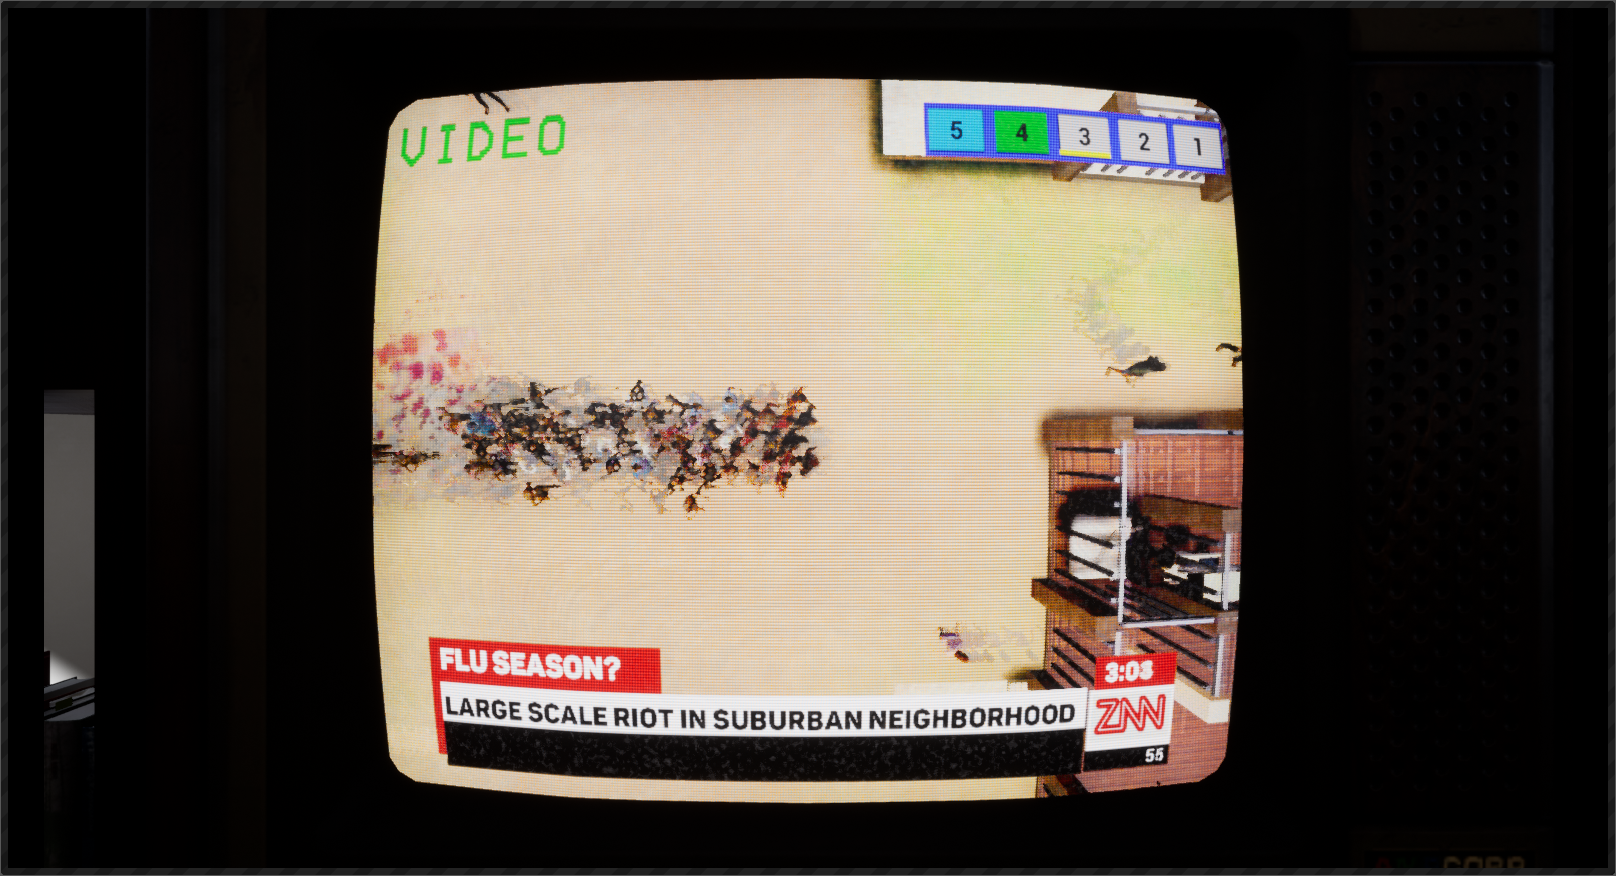 VIDEO
5 4 3 2 1
FLU SEASON?
3:03
LARGE SCALE RIOT IN SUBURBAN NEIGHBORHOOD
ZNN
55